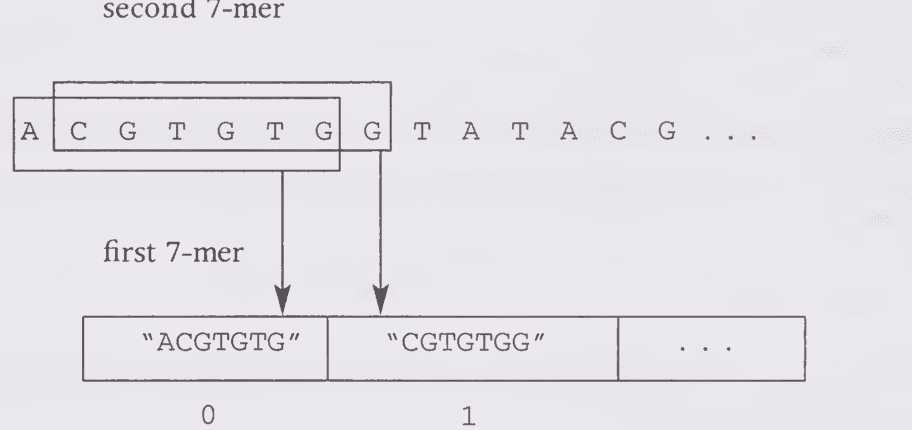 second 7-mer
A C G T G T G G T A T A C G ...
first 7-mer
"ACGTGTG" "CGTGTGG" ...
0 1